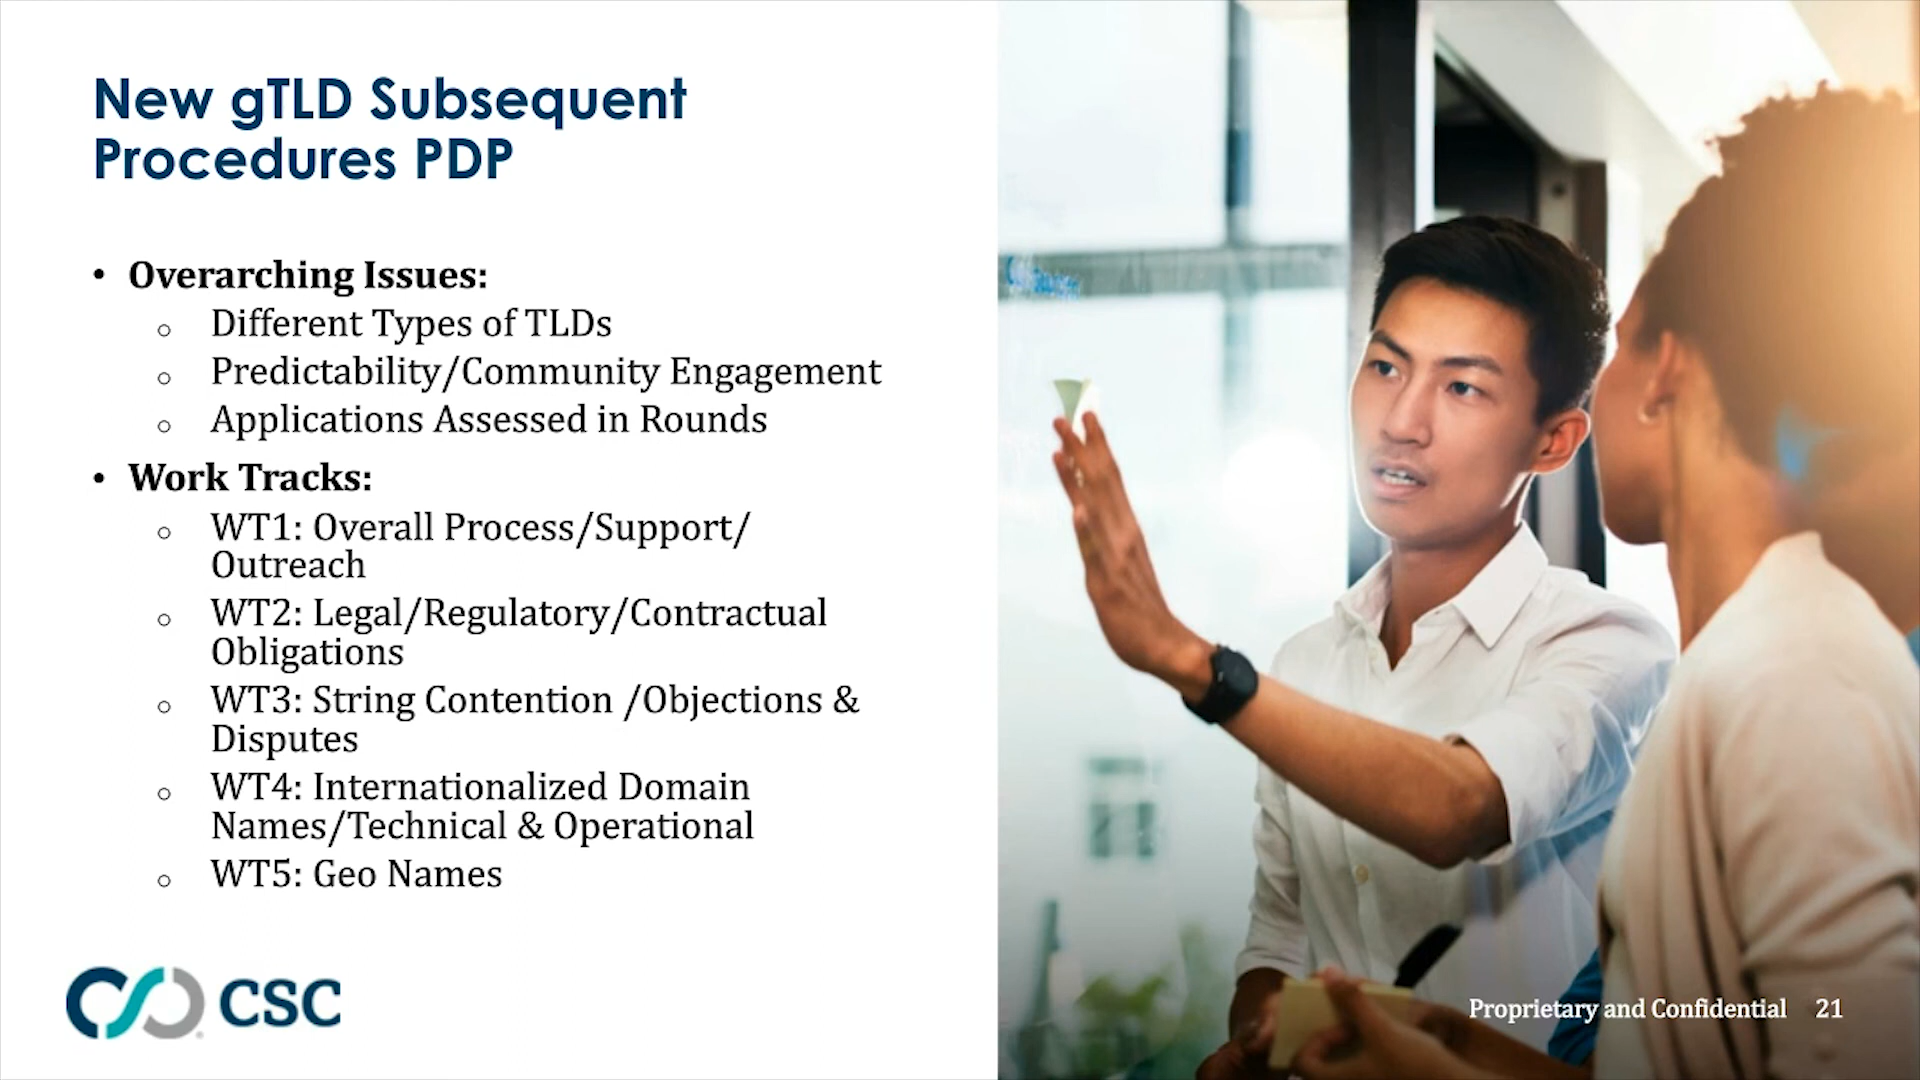 New gTLD Subsequent
Procedures PDP
• Overarching Issues:
○ Different Types of TLDs
○ Predictability/Community Engagement
○ Applications Assessed in Rounds
• Work Tracks:
○ WT1: Overall Process/Support/
Outreach
○ WT2: Legal/Regulatory/Contractual
Obligations
○ WT3: String Contention /Objections &
Disputes
○ WT4: Internationalized Domain
Names/Technical & Operational
○ WT5: Geo Names
CSC
Proprietary and Confidential 21